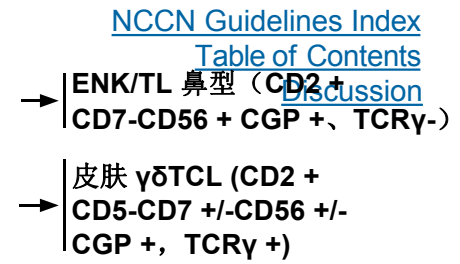 NCCN Guidelines Index
Table of Contents
Discussion
ENK/TL 鼻型（CD2 +
CD7-CD56 + CGP +、TCRγ-）
皮肤 γδTCL (CD2 +
CD5-CD7 +/-CD56 +/-
CGP +，TCRγ +)